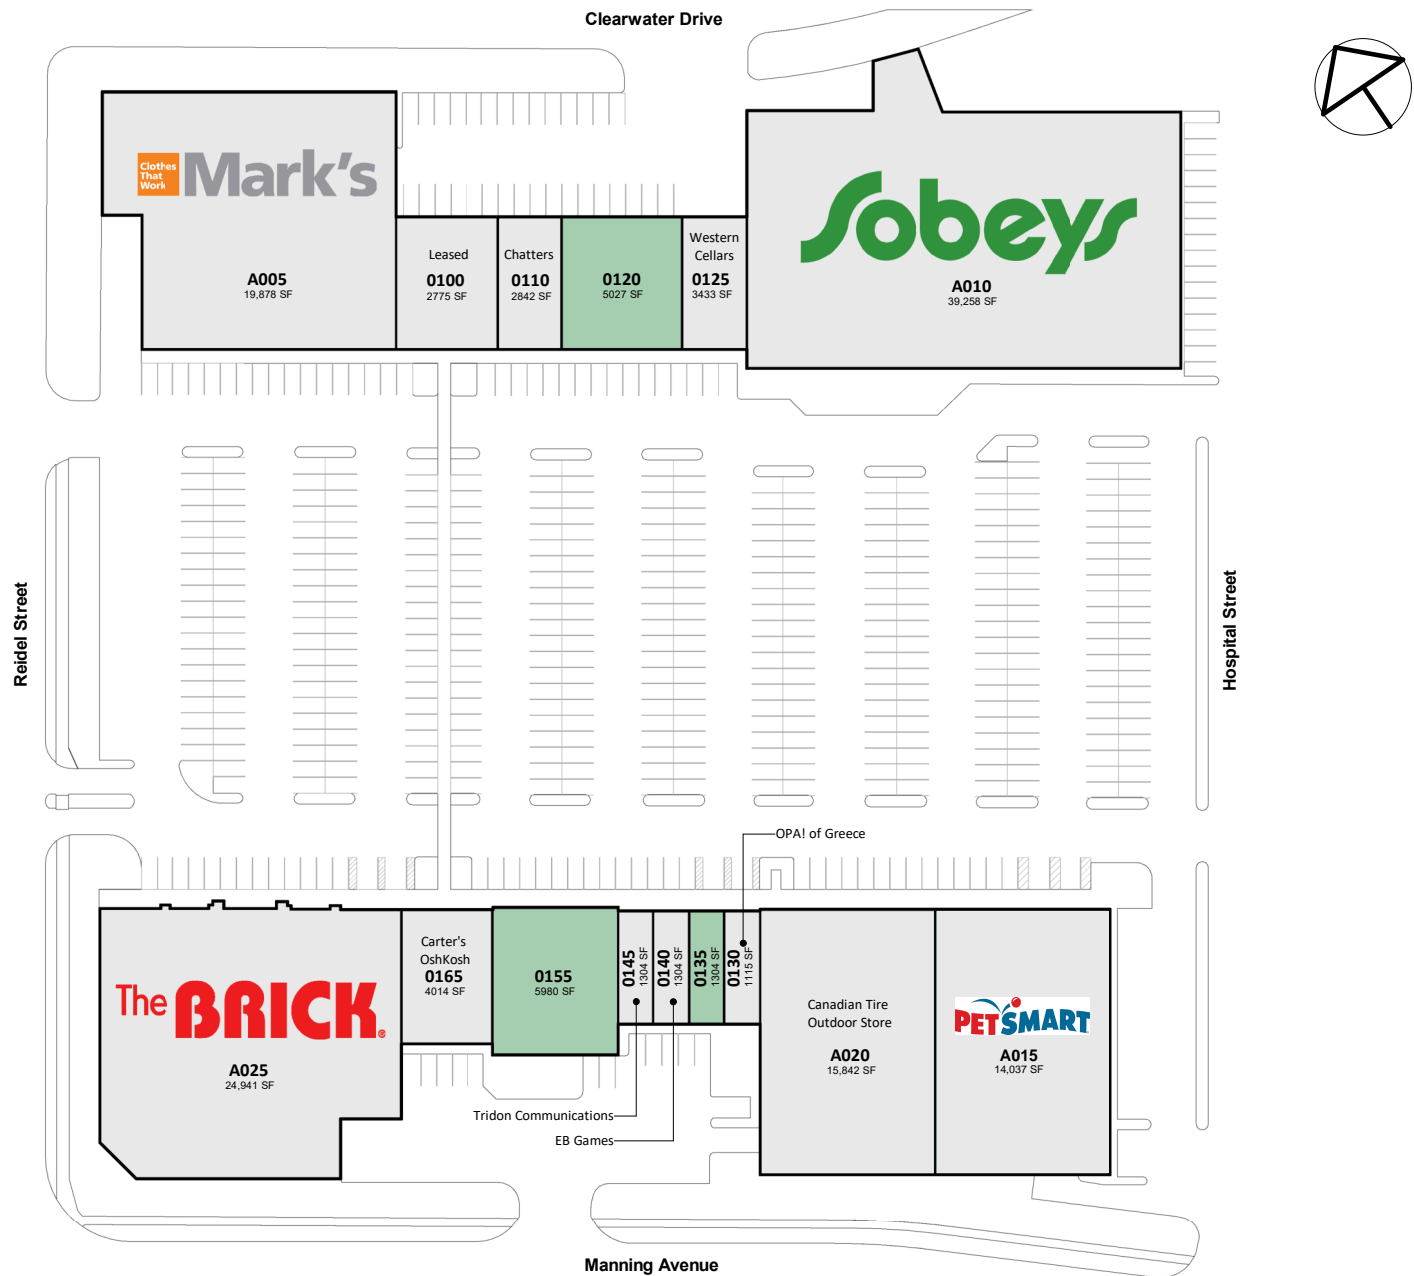 Clearwater Drive
Clothes
That
Work
Mark's
A005
19,878 SF
Leased
0100
2775 SF
Chatters
0110
2842 SF
0120
5027 SF
Western
Cellars
0125
3433 SF
Sobeys
A010
39,258 SF
Reidel Street
Hospital Street
OPA! of Greece
The BRICK
A025
24,941 SF
Carter's
OshKosh
0165
4014 SF
0155
5980 SF
0145
1304 SF
0140
1304 SF
0135
1304 SF
0130
1115 SF
Canadian Tire
Outdoor Store
A020
15,842 SF
PETSMART
A015
14,037 SF
Tridon Communications
EB Games
Manning Avenue